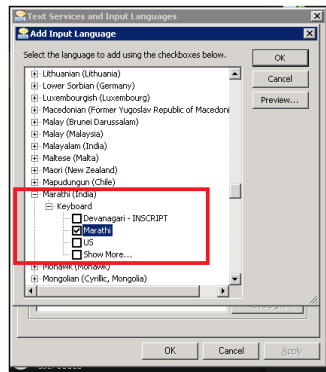 Text Services and Input Languages
Add Input Language
Select the language to add using the checkboxes below.
OK
Cancel
Preview...
Lithuanian (Lithuania)
Lower Sorbian (Germany)
Luxembourgish (Luxembourg)
Macedonian (Former Yugoslav Republic of Macedoni
Malay (Brunei Darussalam)
Malay (Malaysia)
Malayalam (India)
Maltese (Malta)
Maori (New Zealand)
Mapudungun (Chile)
Marathi (India)
Keyboard
Devanagari - INSCRIPT
Marathi
US
Show More...
Mohawk (Mohawk)
Mongolian (Cyrillic, Mongolia)
OK
Cancel
Apply